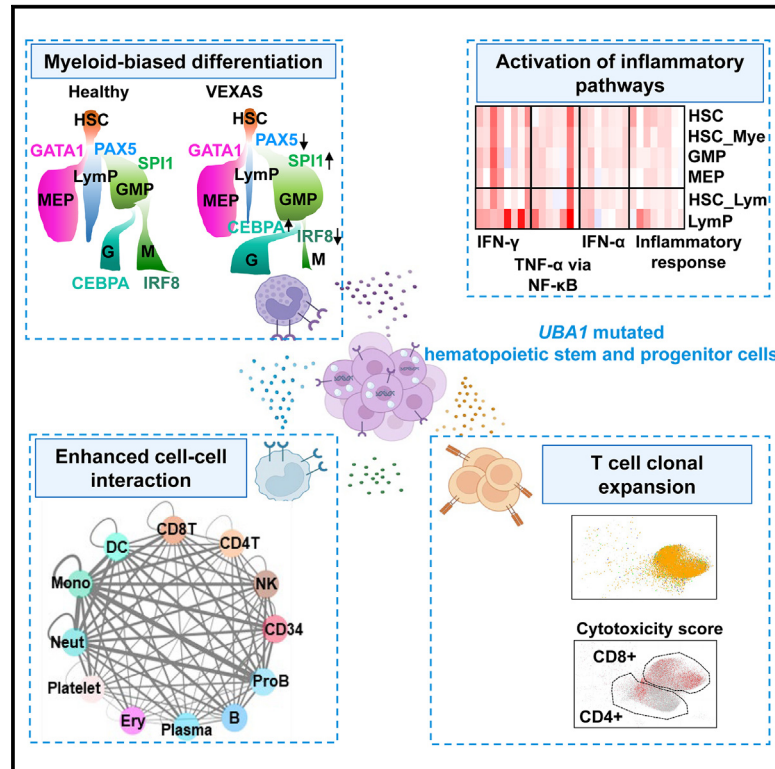 Myeloid-biased differentiation
Healthy
VEXAS
HSC
GATA1
PAX5
SPI1
LymP
MEP
GMP
G
M
CEBPA
IRF8
HSC
PAX5↓
GATA1
SPI1↑
LymP
MEP
GMP
CEBPA↑
IRF8↓
G
M
Activation of inflammatory
pathways
HSC
HSC_Mye
GMP
MEP
HSC_Lym
LymP
IFN-γ
TNF-α via
NF-κB
IFN-α
Inflammatory
response
UBA1 mutated
hematopoietic stem and progenitor cells
Enhanced cell-cell
interaction
CD8T
CD4T
NK
CD34
ProB
B
Plasma
Ery
Platelet
Neut
Mono
DC
T cell clonal
expansion
Cytotoxicity score
CD8+
CD4+